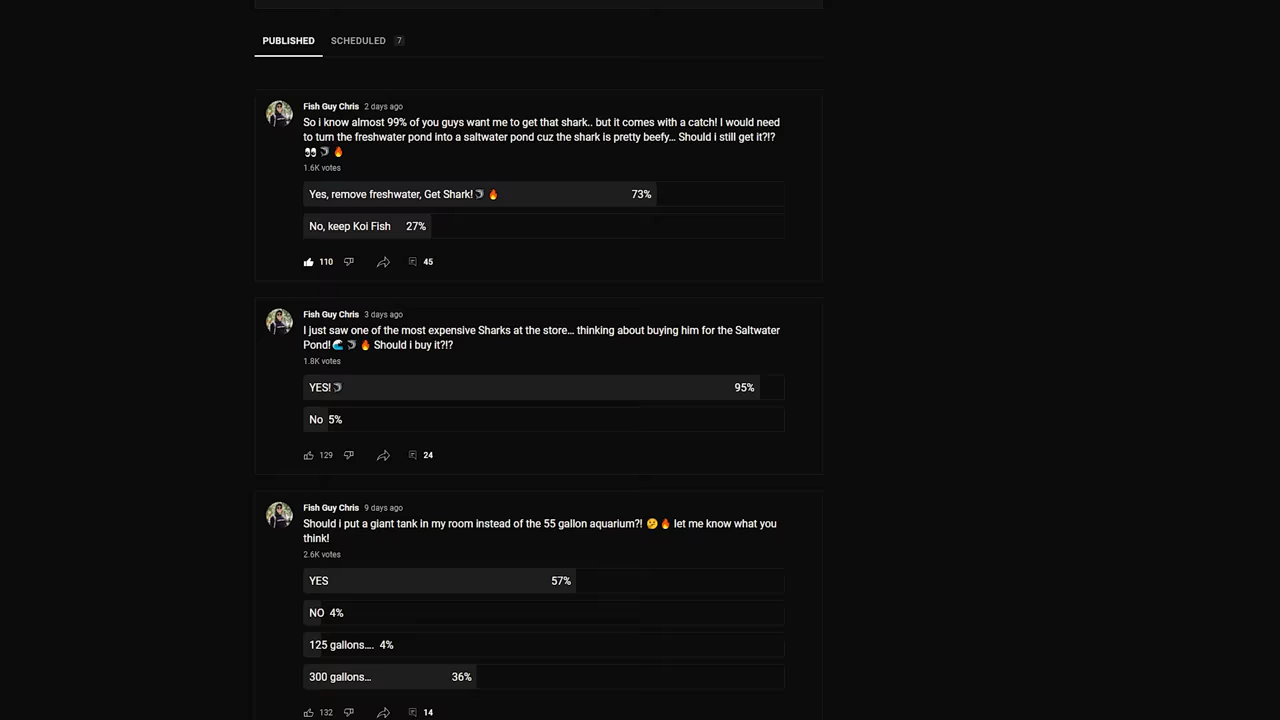 PUBLISHED SCHEDULED 7
Fish Guy Chris 2 days ago
So i know almost 99% of you guys want me to get that shark.. but it comes with a catch! I would need
to turn the freshwater pond into a saltwater pond cuz the shark is pretty beefy... Should i still get it?!?
👀🦈🔥
1.6K votes
Yes, remove freshwater, Get Shark!🦈🔥 73%
No, keep Koi Fish 27%
110 45
Fish Guy Chris 3 days ago
I just saw one of the most expensive Sharks at the store... thinking about buying him for the Saltwater
Pond!🌊🦈🔥 Should i buy it?!?
1.8K votes
YES!🦈 95%
No 5%
129 24
Fish Guy Chris 9 days ago
Should i put a giant tank in my room instead of the 55 gallon aquarium?! 🤔🔥 let me know what you
think!
2.6K votes
YES 57%
NO 4%
125 gallons.... 4%
300 gallons... 36%
132 14